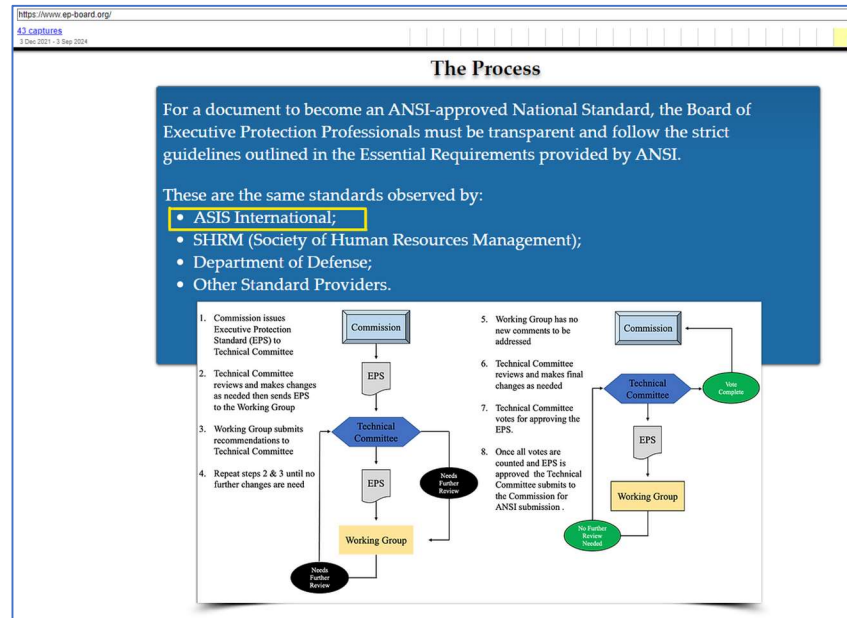 https://www.ep-board.org/
43 captures
3 Dec 2021 - 3 Sep 2024
The Process
For a document to become an ANSI-approved National Standard, the Board of
Executive Protection Professionals must be transparent and follow the strict
guidelines outlined in the Essential Requirements provided by ANSI.
These are the same standards observed by:
• ASIS International;
• SHRM (Society of Human Resources Management);
• Department of Defense;
• Other Standard Providers.
1. Commission issues
Executive Protection
Standard (EPS) to
Technical Committee
2. Technical Committee
reviews and makes changes
as needed then sends EPS
to the Working Group
3. Working Group submits
recommendations to
Technical Committee
4. Repeat steps 2 & 3 until no
further changes are need
Commission
EPS
Technical
Committee
EPS
Needs
Further
Review
Working Group
Needs
Further
Review
5. Working Group has no
new comments to be
addressed
6. Technical Committee
reviews and makes final
changes as needed
7. Technical Committee
votes for approving the
EPS.
8. Once all votes are
counted and EPS is
approved the Technical
Committee submits to
the Commission for
ANSI submission .
Commission
Technical
Committee
Vote
Complete
EPS
Working Group
No Further
Review
Needed